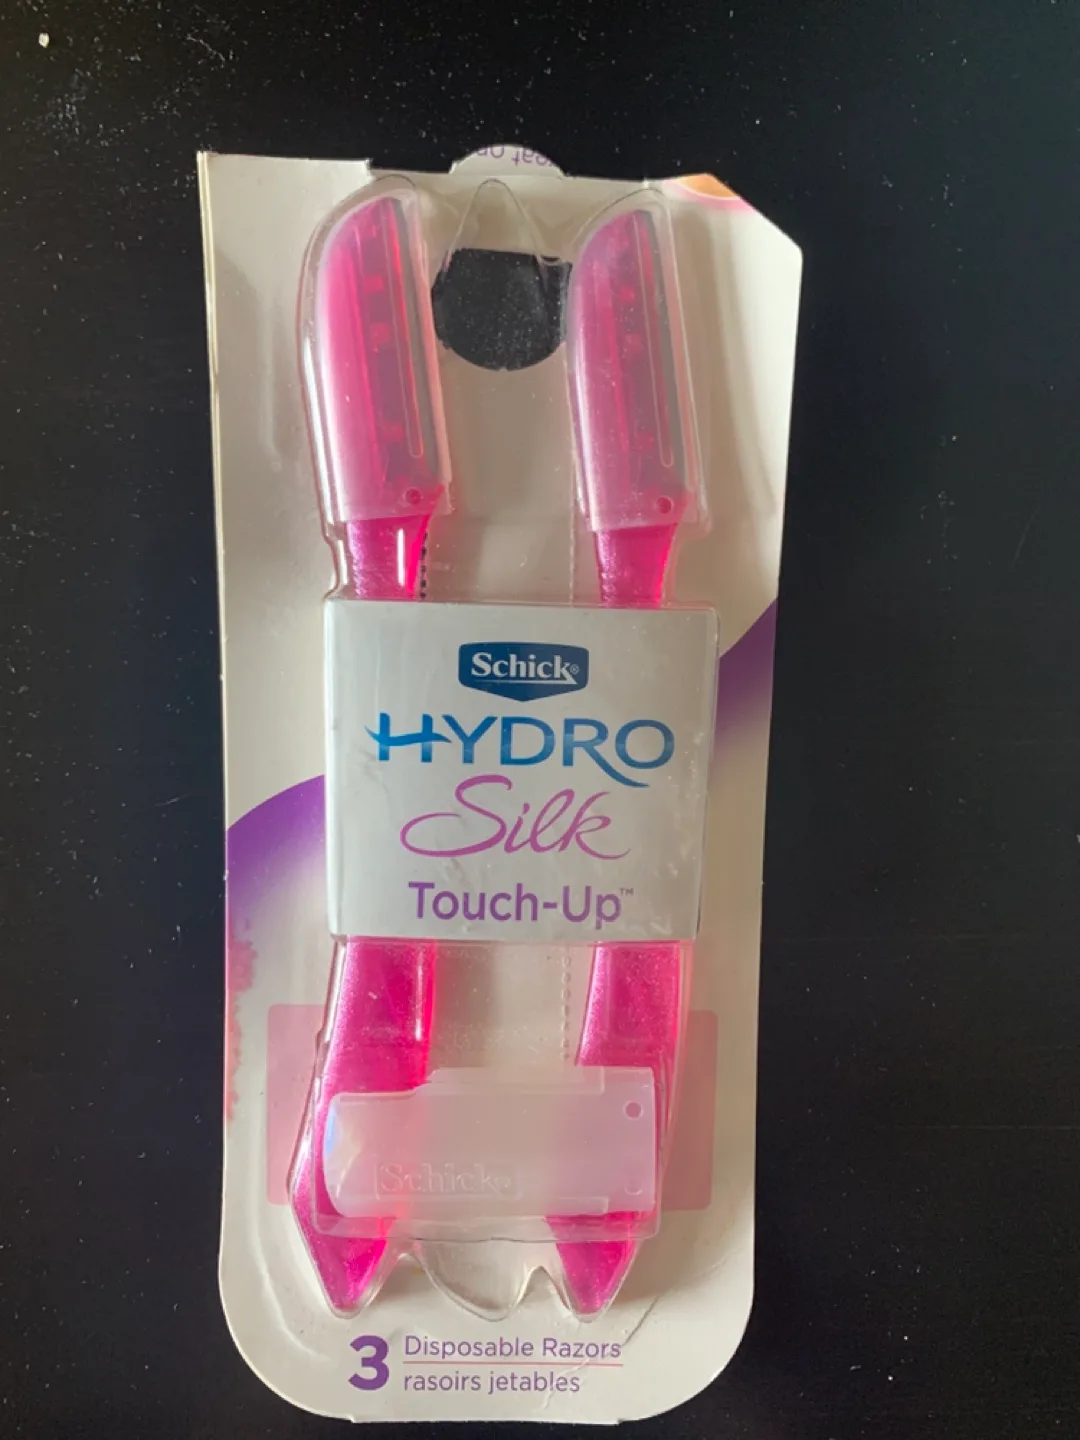 Schick®
HYDRO
Silk
Touch-Up™
Schick®
3 Disposable Razors
rasoirs jetables